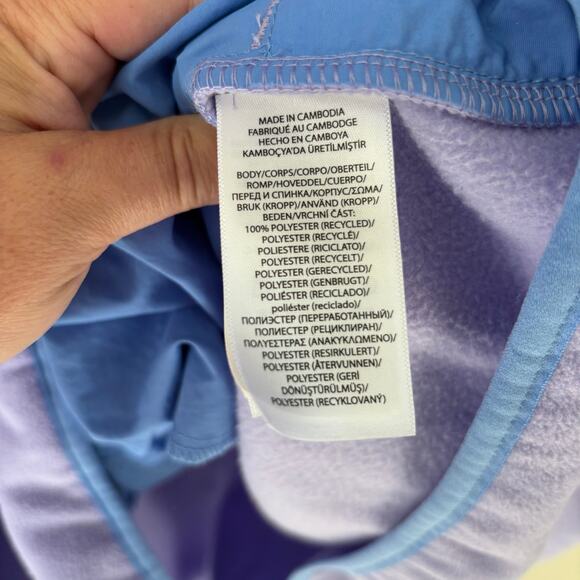 MADE IN CAMBODIA
FABRIQUÉ AU CAMBODGE
HECHO EN CAMBOYA
KAMBOÇYA'DA ÜRETİLMİŞTİR
BODY/CORPS/CORPO/OBERTEIL/
ROMP/HOVEDDEL/CUERPO/
ПЕРЕД И СПИНКА/КОРПУС/ΣΩΜΑ/
BRUK (KROPP)/ANVÄND (KROPP)/
BEDEN/VRCHNÍ ČÁST:
100% POLYESTER (RECYCLED)/
POLYESTER (RECYCLÉ)/
POLIESTERE (RICICLATO)/
POLYESTER (RECYCELT)/
POLYESTER (GERECYCLED)/
POLYESTER (GENBRUGT)/
POLIÉSTER (RECICLADO)/
poliéster (reciclado)/
ПОЛИЭСТЕР (ПЕРЕРАБОТАННЫЙ)/
ПОЛИЕСТЕР (РЕЦИКЛИРАН)/
ΠΟΛΥΕΣΤΕΡΑΣ (ΑΝΑΚΥΚΛΩΜΕΝΟ)/
POLYESTER (RESIRKULERT)/
POLYESTER (ÅTERVUNNEN)/
POLYESTER (GERİ
DÖNÜŞTÜRÜLMÜŞ)/
POLYESTER (RECYKLOVANÝ)